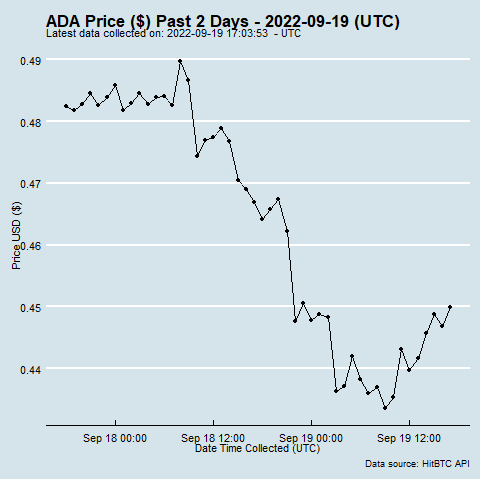 ADA Price ($) Past 2 Days - 2022-09-19 (UTC)
Latest data collected on: 2022-09-19 17:03:53 - UTC
0.49
0.48
0.47
0.46
0.45
0.44
Price USD ($)
Sep 18 00:00 Sep 18 12:00 Sep 19 00:00 Sep 19 12:00
Date Time Collected (UTC)
Data source: HitBTC API